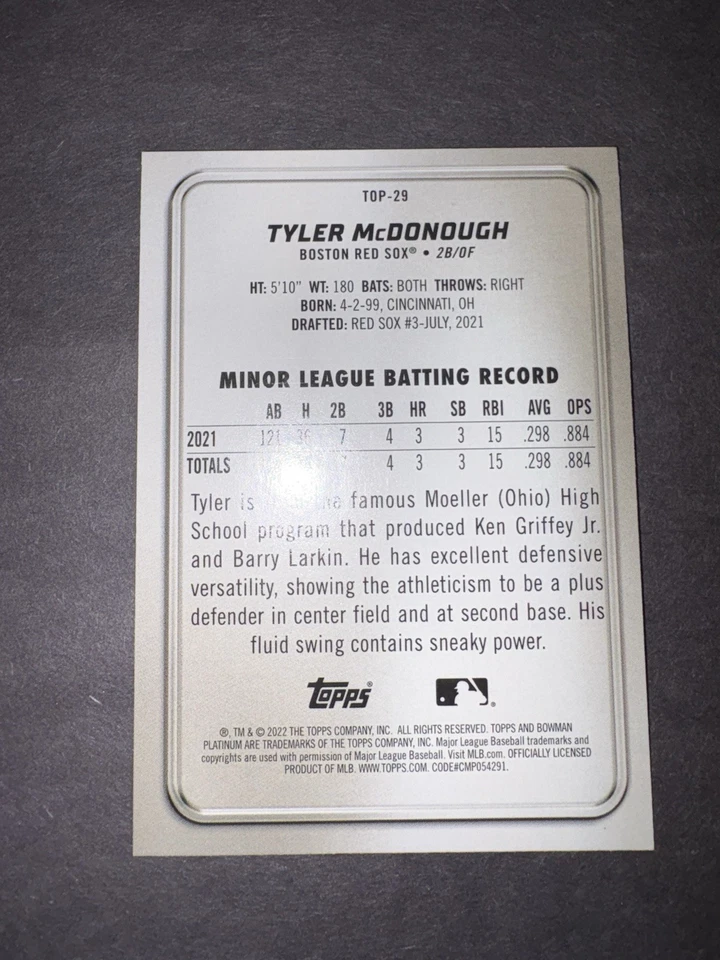 TOP-29
TYLER McDONOUGH
BOSTON RED SOX® • 2B/OF
HT: 5'10" WT: 180 BATS: BOTH THROWS: RIGHT
BORN: 4-2-99, CINCINNATI, OH
DRAFTED: RED SOX #3-JULY, 2021
MINOR LEAGUE BATTING RECORD
AB H 2B 3B HR SB RBI AVG OPS
2021 121 36 7 4 3 3 15 .298 .884
TOTALS 4 3 3 15 .298 .884
Tyler is famous Moeller (Ohio) High
School program that produced Ken Griffey Jr.
and Barry Larkin. He has excellent defensive
versatility, showing the athleticism to be a plus
defender in center field and at second base. His
fluid swing contains sneaky power.
Topps® ®
®, TM & © 2022 THE TOPPS COMPANY, INC. ALL RIGHTS RESERVED. TOPPS AND BOWMAN
PLATINUM ARE TRADEMARKS OF THE TOPPS COMPANY, INC. Major League Baseball trademarks and
copyrights are used with permission of Major League Baseball. Visit MLB.com. OFFICIALLY LICENSED
PRODUCT OF MLB. WWW.TOPPS.COM. CODE#CMP054291.